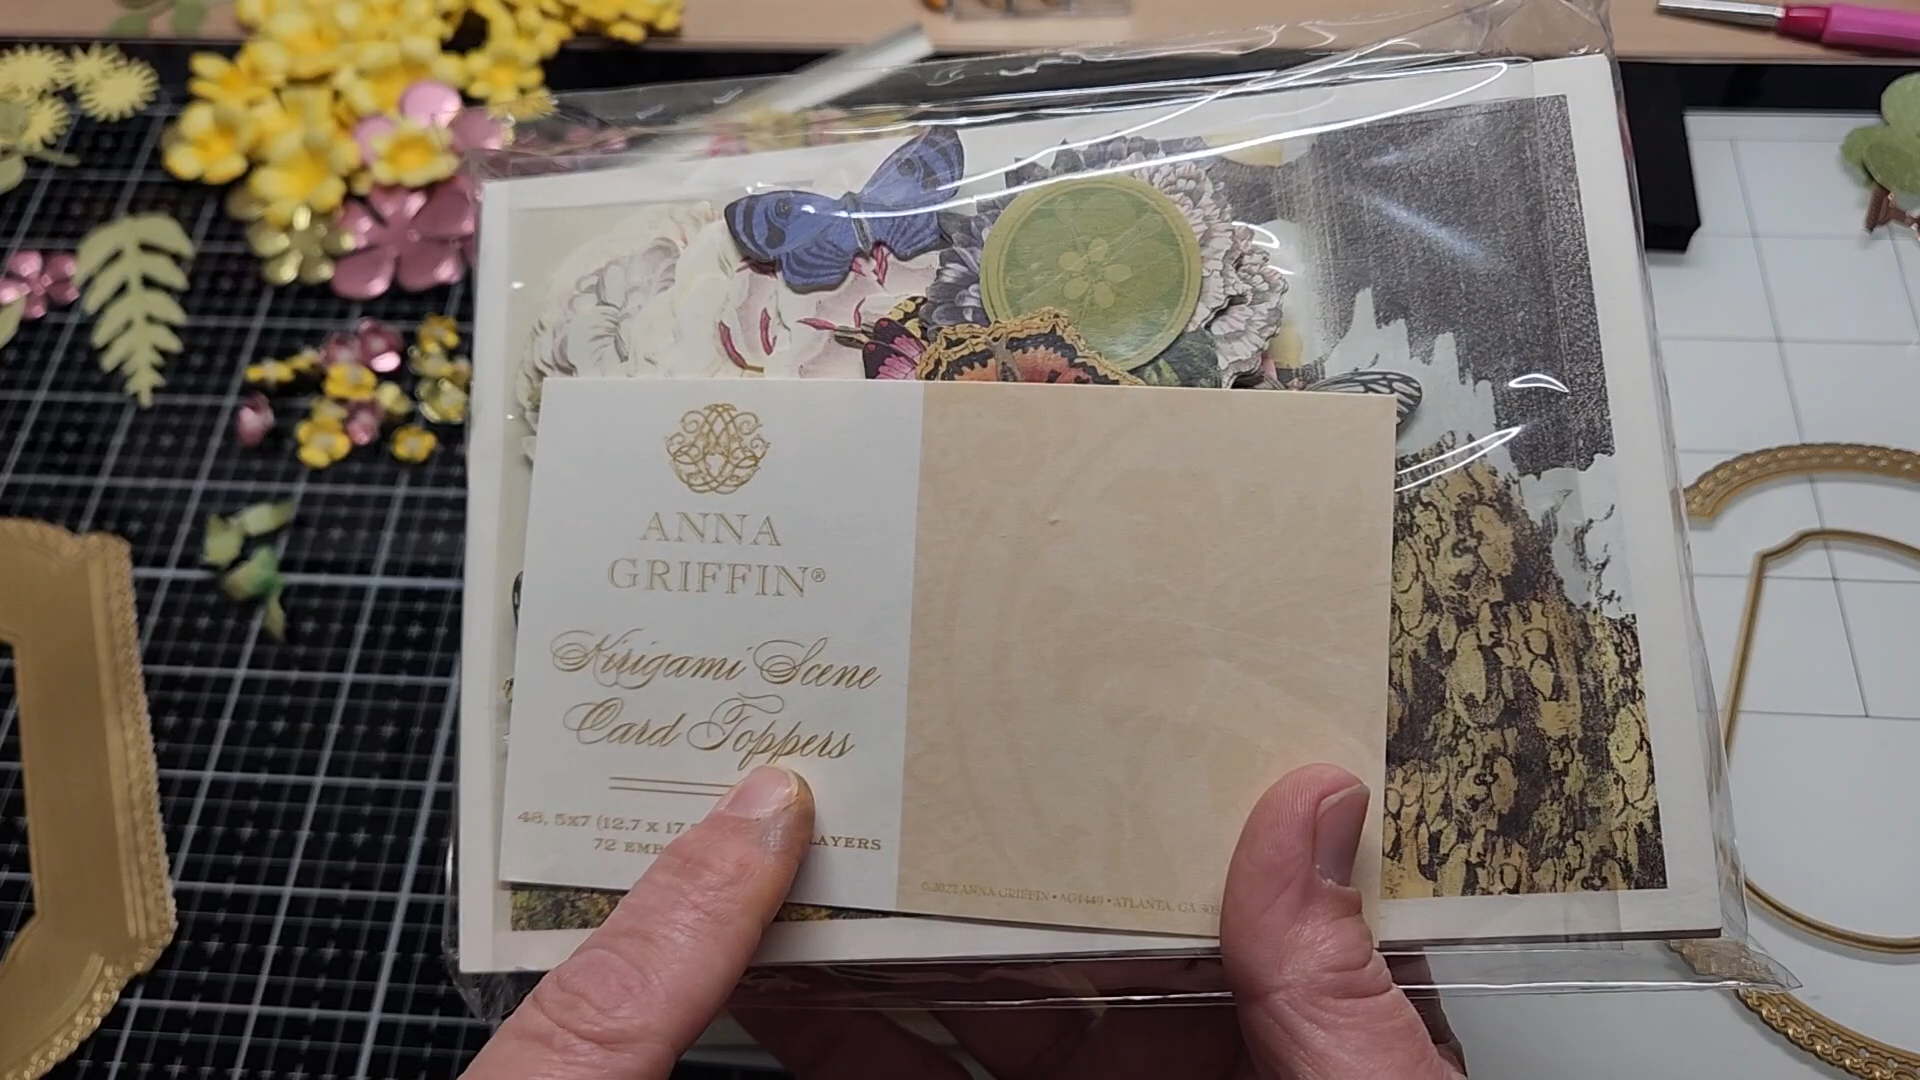 ANNA
GRIFFIN®
Kirigami Scene
Card Toppers
48, 5x7 (12.7 x 17
LAYERS
72 EMB
© 2022 ANNA GRIFFIN • AG1449 • ATLANTA, GA 303